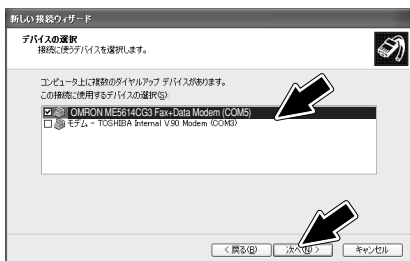 新しい接続ウィザード
デバイスの選択
接続に使うデバイスを選択します。
コンピュータ上に複数のダイヤルアップ デバイスがあります。
この接続に使用するデバイスの選択(S):
OMRON ME5614CG3 Fax+Data Modem (COM5)
モデム - TOSHIBA Internal V.90 Modem (COM3)
< 戻る(B)
次へ(N) >
キャンセル